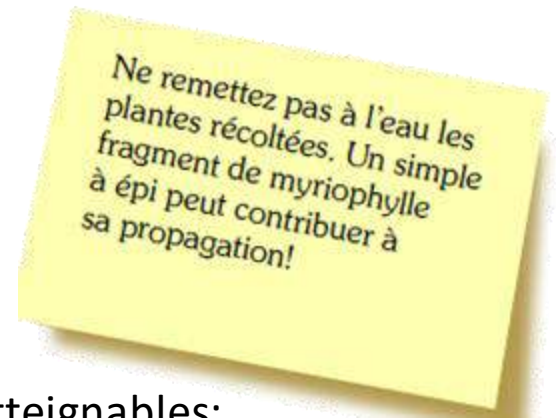 Ne remettez pas à l'eau les
plantes récoltées. Un simple
fragment de myriophylle
à épi peut contribuer à
sa propagation!